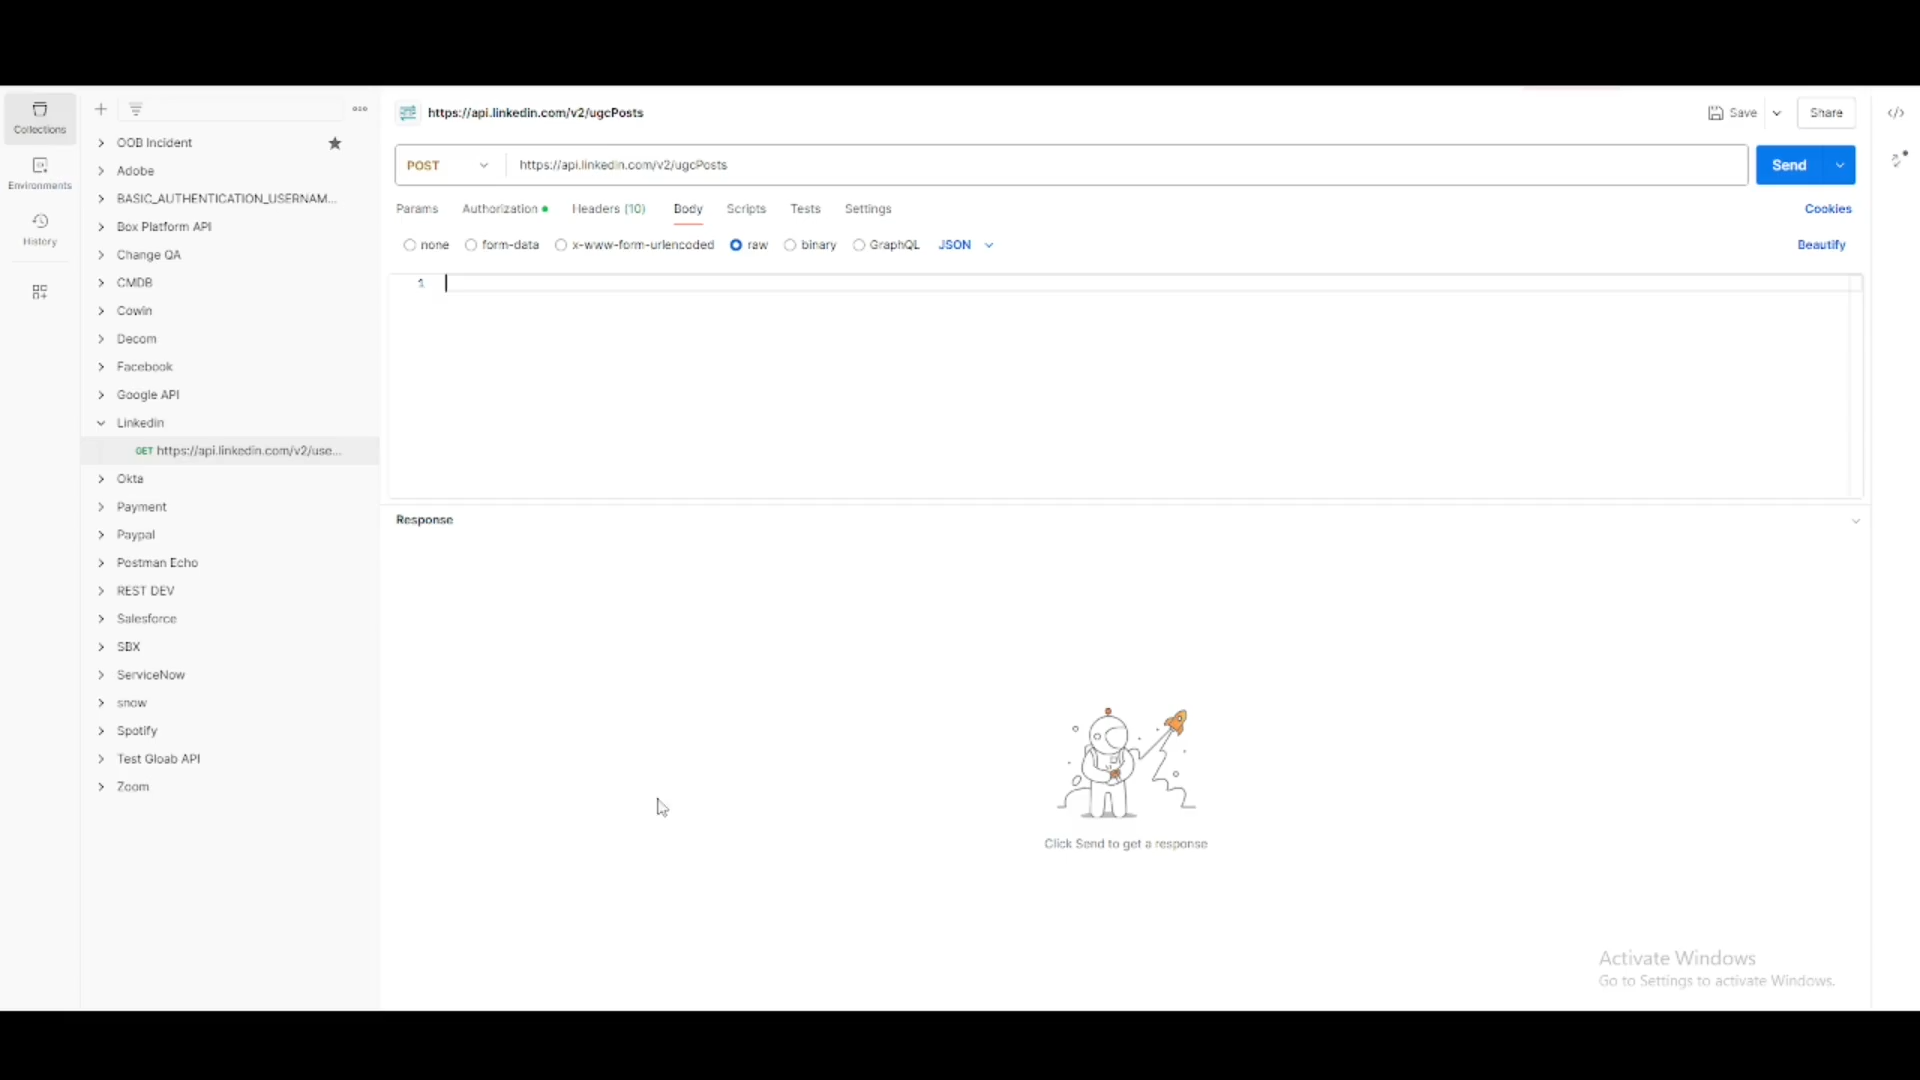 Collections
Environments
History
OOB Incident
Adobe
BASIC_AUTHENTICATION_USERNAM...
Box Platform API
Change QA
CMDB
Cowin
Decom
Facebook
Google API
Linkedin
GET https://api.linkedin.com/v2/use...
Okta
Payment
Paypal
Postman Echo
REST DEV
Salesforce
SBX
ServiceNow
snow
Spotify
Test Gloab API
Zoom
https://api.linkedin.com/v2/ugcPosts
Save
Share
POST https://api.linkedin.com/v2/ugcPosts
Send
Params Authorization Headers (10) Body Scripts Tests Settings
Cookies
none form-data x-www-form-urlencoded raw binary GraphQL JSON
Beautify
1
Response
Click Send to get a response
Activate Windows
Go to Settings to activate Windows.